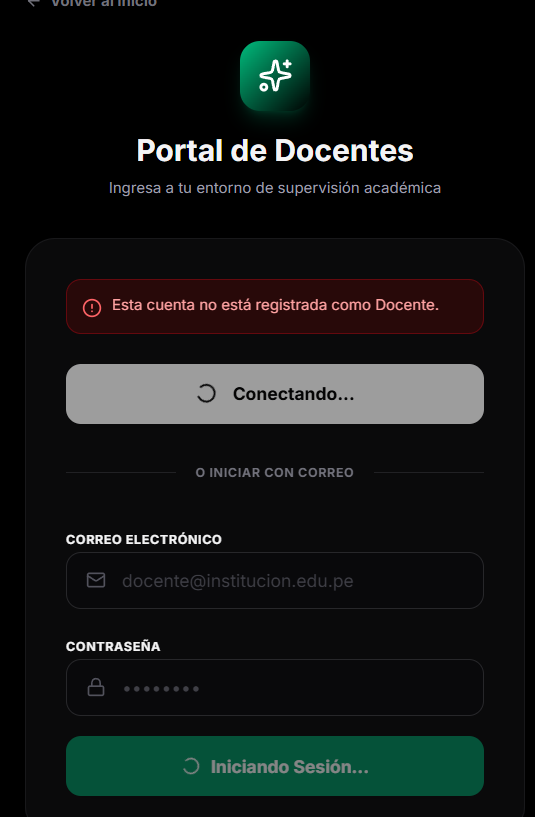 Volver al inicio
Portal de Docentes
Ingresa a tu entorno de supervisión académica
Esta cuenta no está registrada como Docente.
Conectando...
O INICIAR CON CORREO
CORREO ELECTRÓNICO
docente@institucion.edu.pe
CONTRASEÑA
••••••••
Iniciando Sesión...